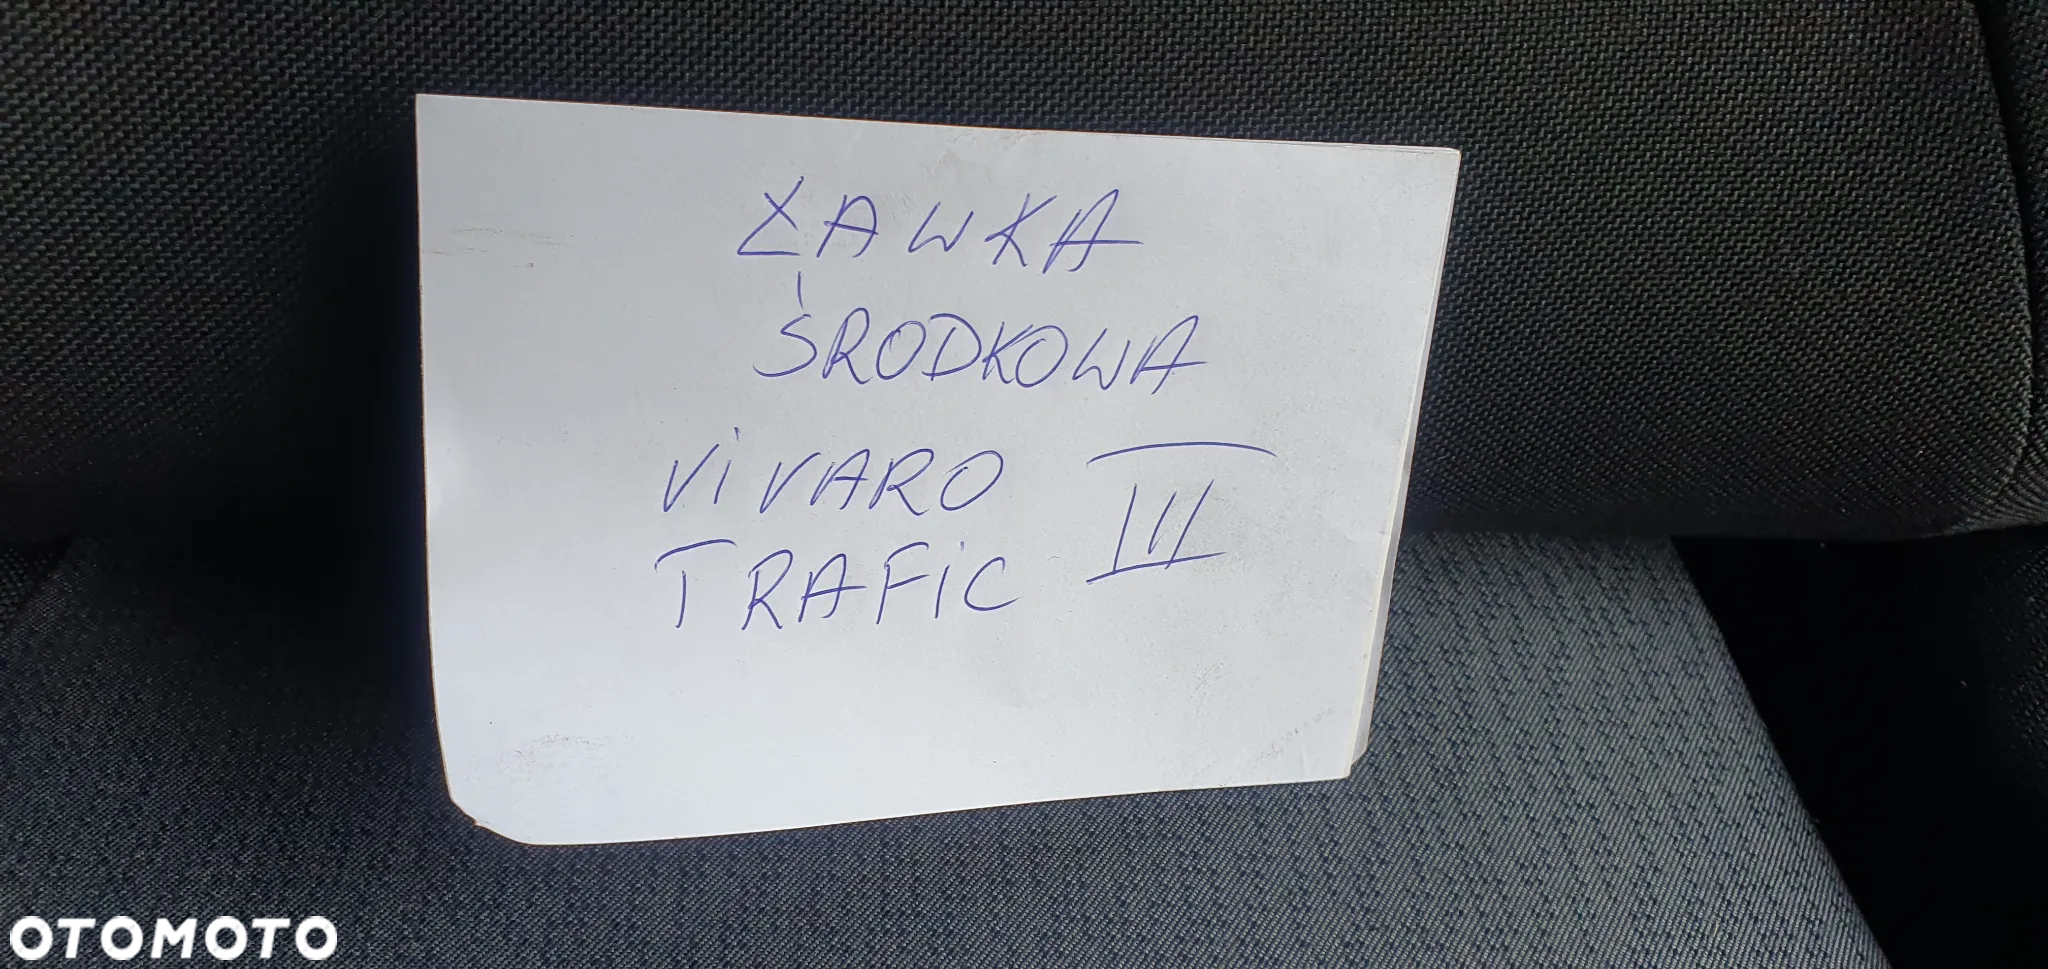 ŁAWKA
ŚRODKOWA
VIVARO III
TRAFIC
OTOMOTO